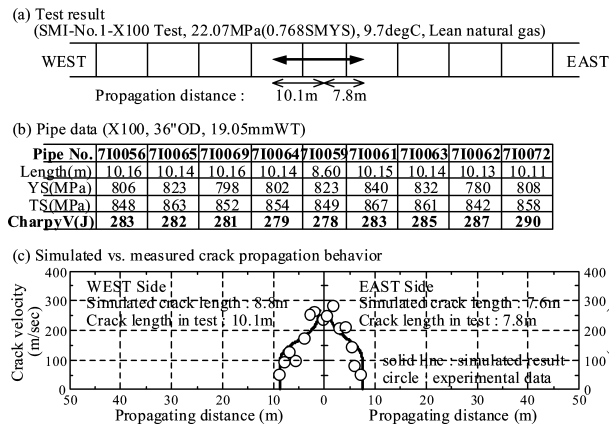 (a) Test result
(SMI-No.1-X100 Test, 22.07MPa(0.768SMYS), 9.7degC, Lean natural gas)
WEST EAST
Propagation distance : 10.1m 7.8m
(b) Pipe data (X100, 36"OD, 19.05mmWT)
Pipe No. 7I0056 7I0065 7I0069 7I0064 7I0059 7I0061 7I0063 7I0062 7I0072
Length(m) 10.16 10.14 10.16 10.14 8.60 10.15 10.14 10.13 10.11
YS(MPa) 806 823 798 802 823 840 832 780 808
TS(MPa) 848 863 852 854 849 867 861 842 858
CharpyV(J) 283 282 281 279 278 283 285 287 290
(c) Simulated vs. measured crack propagation behavior
400 400
WEST Side EAST Side
Simulated crack length : 8.8m Simulated crack length : 7.6m
300 300
Crack length in test : 10.1m Crack length in test : 7.8m
200 200
Crack velocity
(m/sec)
100 solid line : simulated result 100
circle : experimental data
0 0
50 40 30 20 10 0 10 20 30 40 50
Propagating distance (m) Propagating distance (m)